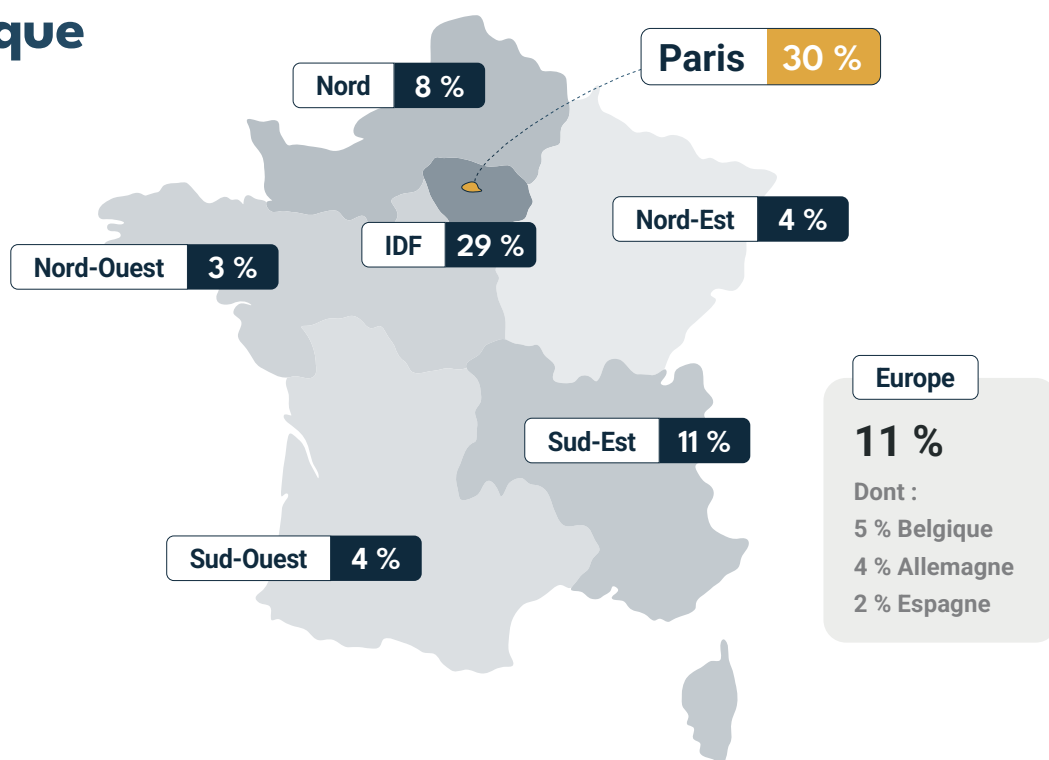 que
Paris 30 %
Nord 8 %
Nord-Est 4 %
IDF 29 %
Nord-Ouest 3 %
Europe
11 %
Dont :
5 % Belgique
4 % Allemagne
2 % Espagne
Sud-Est 11 %
Sud-Ouest 4 %